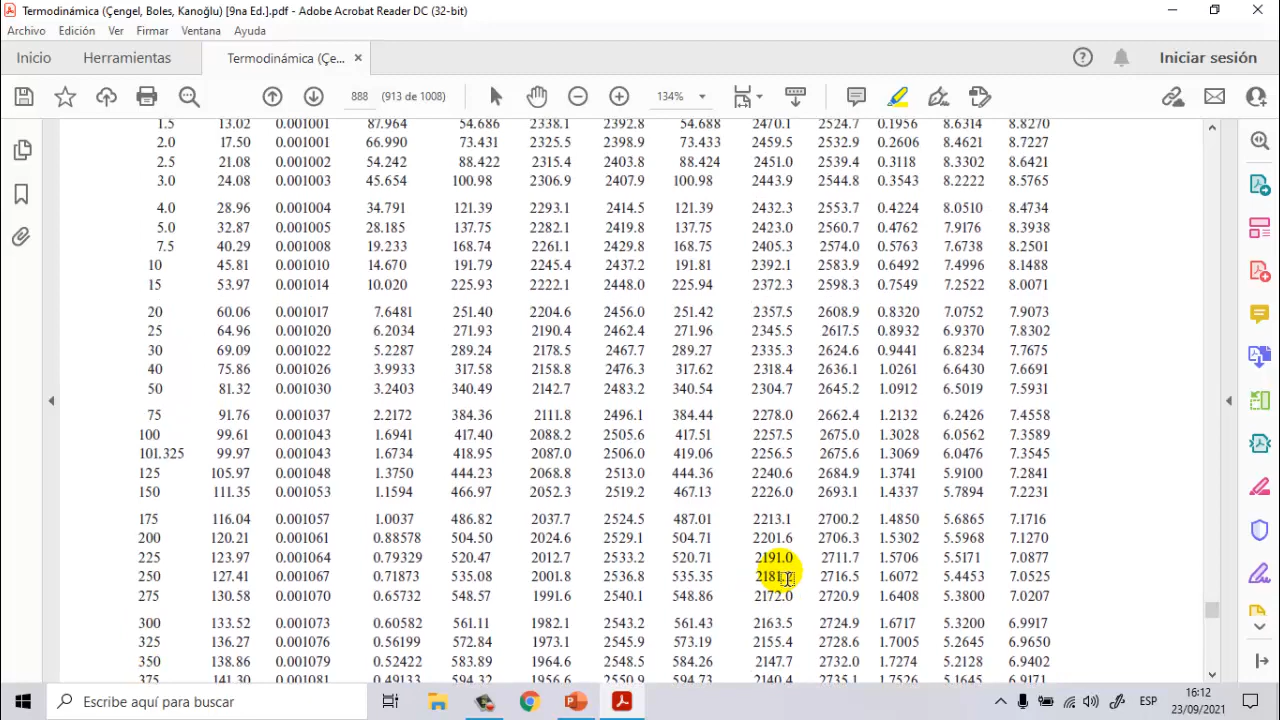 Termodinámica (Çengel, Boles, Kanoğlu) [9na Ed.].pdf - Adobe Acrobat Reader DC (32-bit)
Archivo Edición Ver Firmar Ventana Ayuda
Inicio Herramientas Termodinámica (Çe... Iniciar sesión
888 (913 de 1008) 134%
1.5 13.02 0.001001 87.964 54.686 2338.1 2392.8 54.688 2470.1 2524.7 0.1956 8.6314 8.8270
2.0 17.50 0.001001 66.990 73.431 2325.5 2398.9 73.433 2459.5 2532.9 0.2606 8.4621 8.7227
2.5 21.08 0.001002 54.242 88.422 2315.4 2403.8 88.424 2451.0 2539.4 0.3118 8.3302 8.6421
3.0 24.08 0.001003 45.654 100.98 2306.9 2407.9 100.98 2443.9 2544.8 0.3543 8.2222 8.5765
4.0 28.96 0.001004 34.791 121.39 2293.1 2414.5 121.39 2432.3 2553.7 0.4224 8.0510 8.4734
5.0 32.87 0.001005 28.185 137.75 2282.1 2419.8 137.75 2423.0 2560.7 0.4762 7.9176 8.3938
7.5 40.29 0.001008 19.233 168.74 2261.1 2429.8 168.75 2405.3 2574.0 0.5763 7.6738 8.2501
10 45.81 0.001010 14.670 191.79 2245.4 2437.2 191.81 2392.1 2583.9 0.6492 7.4996 8.1488
15 53.97 0.001014 10.020 225.93 2222.1 2448.0 225.94 2372.3 2598.3 0.7549 7.2522 8.0071
20 60.06 0.001017 7.6481 251.40 2204.6 2456.0 251.42 2357.5 2608.9 0.8320 7.0752 7.9073
25 64.96 0.001020 6.2034 271.93 2190.4 2462.4 271.96 2345.5 2617.5 0.8932 6.9370 7.8302
30 69.09 0.001022 5.2287 289.24 2178.5 2467.7 289.27 2335.3 2624.6 0.9441 6.8234 7.7675
40 75.86 0.001026 3.9933 317.58 2158.8 2476.3 317.62 2318.4 2636.1 1.0261 6.6430 7.6691
50 81.32 0.001030 3.2403 340.49 2142.7 2483.2 340.54 2304.7 2645.2 1.0912 6.5019 7.5931
75 91.76 0.001037 2.2172 384.36 2111.8 2496.1 384.44 2278.0 2662.4 1.2132 6.2426 7.4558
100 99.61 0.001043 1.6941 417.40 2088.2 2505.6 417.51 2257.5 2675.0 1.3028 6.0562 7.3589
101.325 99.97 0.001043 1.6734 418.95 2087.0 2506.0 419.06 2256.5 2675.6 1.3069 6.0476 7.3545
125 105.97 0.001048 1.3750 444.23 2068.8 2513.0 444.36 2240.6 2684.9 1.3741 5.9100 7.2841
150 111.35 0.001053 1.1594 466.97 2052.3 2519.2 467.13 2226.0 2693.1 1.4337 5.7894 7.2231
175 116.04 0.001057 1.0037 486.82 2037.7 2524.5 487.01 2213.1 2700.2 1.4850 5.6865 7.1716
200 120.21 0.001061 0.88578 504.50 2024.6 2529.1 504.71 2201.6 2706.3 1.5302 5.5968 7.1270
225 123.97 0.001064 0.79329 520.47 2012.7 2533.2 520.71 2191.0 2711.7 1.5706 5.5171 7.0877
250 127.41 0.001067 0.71873 535.08 2001.8 2536.8 535.35 2181.2 2716.5 1.6072 5.4453 7.0525
275 130.58 0.001070 0.65732 548.57 1991.6 2540.1 548.86 2172.0 2720.9 1.6408 5.3800 7.0207
300 133.52 0.001073 0.60582 561.11 1982.1 2543.2 561.43 2163.5 2724.9 1.6717 5.3200 6.9917
325 136.27 0.001076 0.56199 572.84 1973.1 2545.9 573.19 2155.4 2728.6 1.7005 5.2645 6.9650
350 138.86 0.001079 0.52422 583.89 1964.6 2548.5 584.26 2147.7 2732.0 1.7274 5.2128 6.9402
375 141.30 0.001081 0.49133 594.32 1956.6 2550.9 594.73 2140.4 2735.1 1.7526 5.1645 6.9171
Escribe aquí para buscar ESP 16:12
23/09/2021